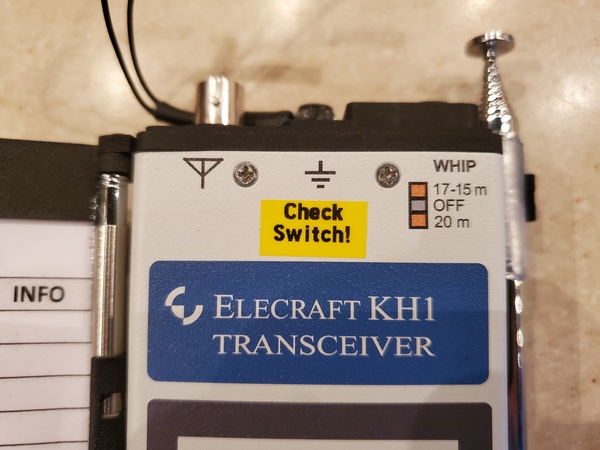 WHIP
17-15 m
OFF
20 m
Check
Switch!
INFO
ELECRAFT KH1
TRANSCEIVER